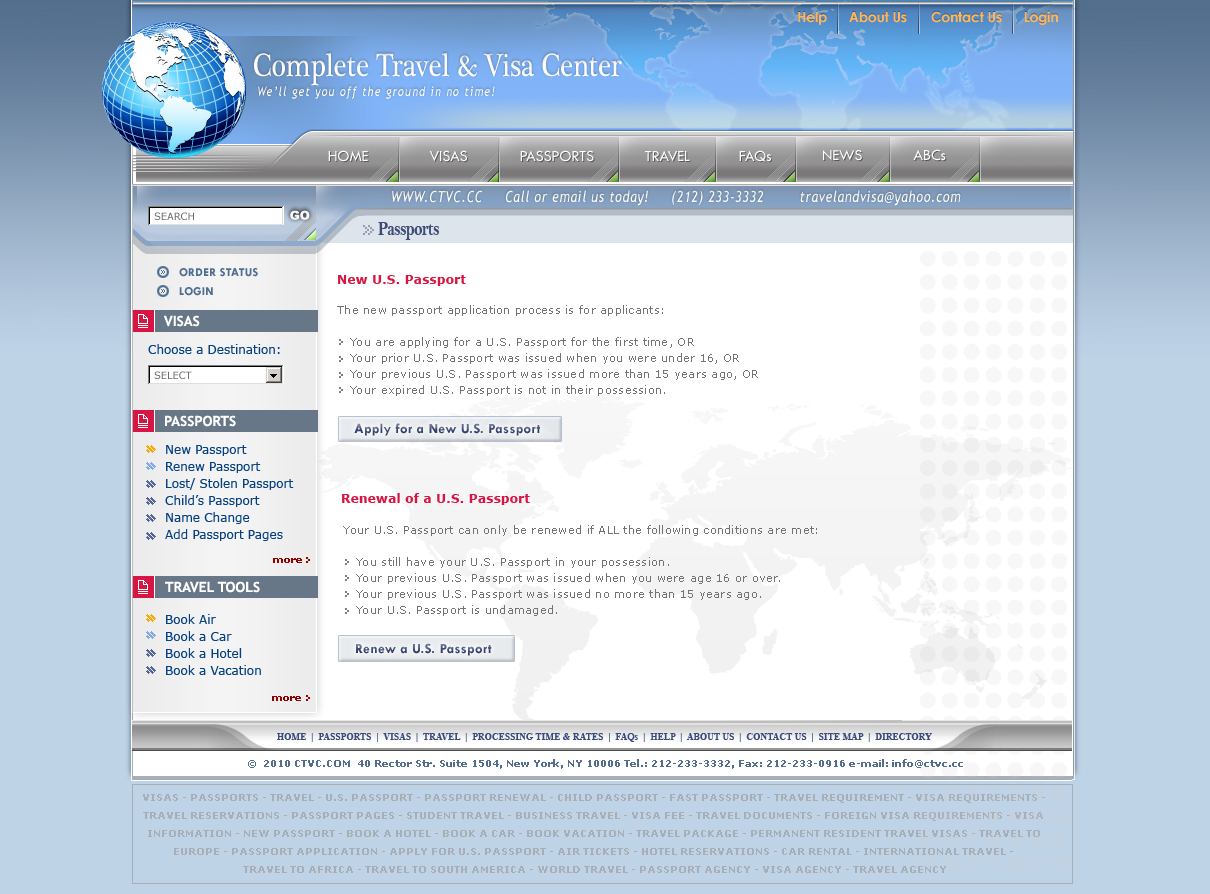 Help About Us Contact Us Login
Complete Travel & Visa Center
We'll get you off the ground in no time!
HOME VISAS PASSPORTS TRAVEL FAQs NEWS ABCs
WWW.CTVC.CC Call or email us today! (212) 233-3332 travelandvisa@yahoo.com
SEARCH GO
Passports
ORDER STATUS
LOGIN
VISAS
Choose a Destination:
SELECT
PASSPORTS
New Passport
Renew Passport
Lost/ Stolen Passport
Child's Passport
Name Change
Add Passport Pages
more
TRAVEL TOOLS
Book Air
Book a Car
Book a Hotel
Book a Vacation
more
New U.S. Passport
The new passport application process is for applicants:
You are applying for a U.S. Passport for the first time, OR
Your prior U.S. Passport was issued when you were under 16, OR
Your previous U.S. Passport was issued more than 15 years ago, OR
Your expired U.S. Passport is not in their possession.
Apply for a New U.S. Passport
Renewal of a U.S. Passport
Your U.S. Passport can only be renewed if ALL the following conditions are met:
You still have your U.S. Passport in your possession.
Your previous U.S. Passport was issued when you were age 16 or over.
Your previous U.S. Passport was issued no more than 15 years ago.
Your U.S. Passport is undamaged.
Renew a U.S. Passport
HOME | PASSPORTS | VISAS | TRAVEL | PROCESSING TIME & RATES | FAQs | HELP | ABOUT US | CONTACT US | SITE MAP | DIRECTORY
© 2010 CTVC.COM 40 Rector Str. Suite 1504, New York, NY 10006 Tel.: 212-233-3332, Fax: 212-233-0916 e-mail: info@ctvc.cc
VISAS - PASSPORTS - TRAVEL - U.S. PASSPORT - PASSPORT RENEWAL - CHILD PASSPORT - FAST PASSPORT - TRAVEL REQUIREMENT - VISA REQUIREMENTS -
TRAVEL RESERVATIONS - PASSPORT PAGES - STUDENT TRAVEL - BUSINESS TRAVEL - VISA FEE - TRAVEL DOCUMENTS - FOREIGN VISA REQUIREMENTS - VISA
INFORMATION - NEW PASSPORT - BOOK A HOTEL - BOOK A CAR - BOOK VACATION - TRAVEL PACKAGE - PERMANENT RESIDENT TRAVEL VISAS - TRAVEL TO
EUROPE - PASSPORT APPLICATION - APPLY FOR U.S. PASSPORT - AIR TICKETS - HOTEL RESERVATIONS - CAR RENTAL - INTERNATIONAL TRAVEL -
TRAVEL TO AFRICA - TRAVEL TO SOUTH AMERICA - WORLD TRAVEL - PASSPORT AGENCY - VISA AGENCY - TRAVEL AGENCY